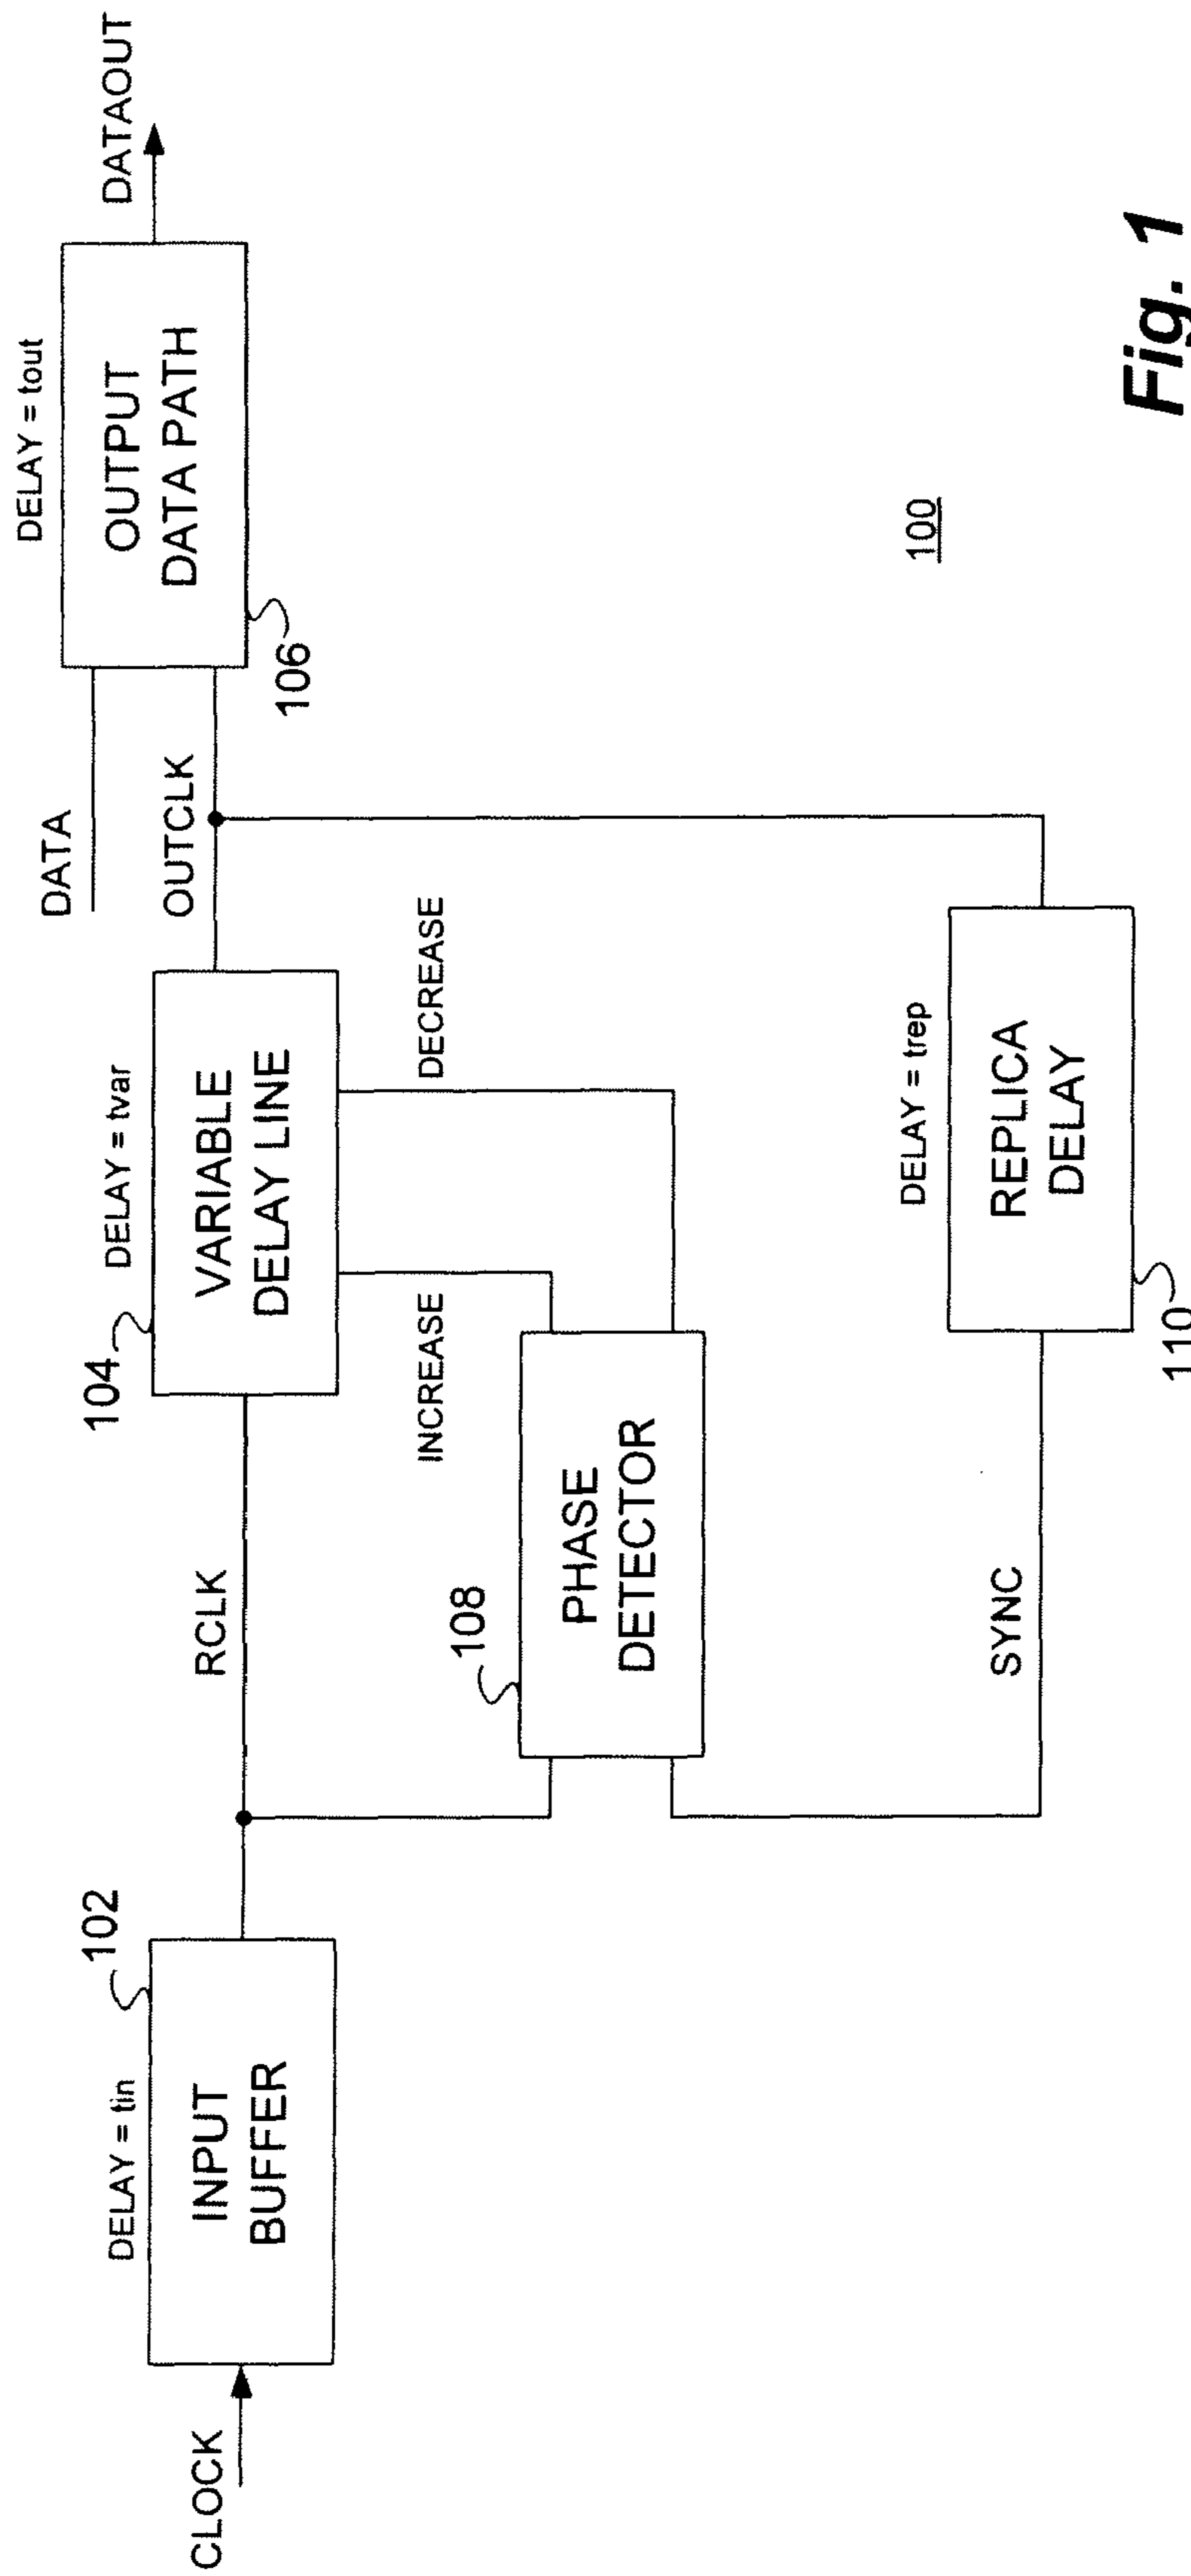 DELAY = tout
DATA
OUTPUT
DATA PATH
DATAOUT
OUTCLK
106
DELAY = tvar
104
VARIABLE
DELAY LINE
DELAY = tin
102
INPUT
BUFFER
CLOCK
RCLK
INCREASE
DECREASE
108
PHASE
DETECTOR
DELAY = trep
REPLICA
DELAY
SYNC
110
100
Fig. 1